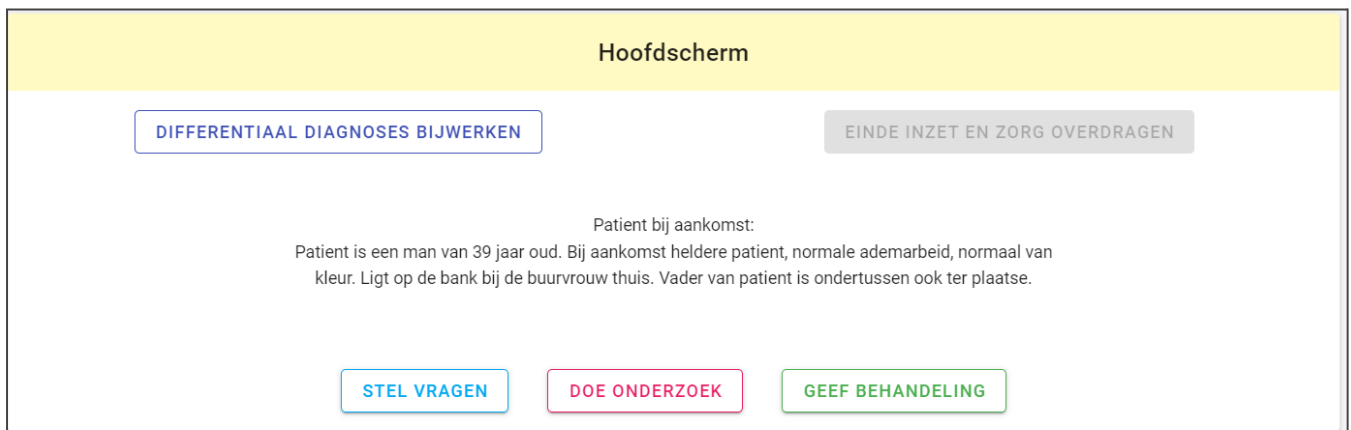 Hoofdscherm
DIFFERENTIAAL DIAGNOSES BIJWERKEN
EINDE INZET EN ZORG OVERDRAGEN
Patient bij aankomst:
Patient is een man van 39 jaar oud. Bij aankomst heldere patient, normale ademarbeid, normaal van
kleur. Ligt op de bank bij de buurvrouw thuis. Vader van patient is ondertussen ook ter plaatse.
STEL VRAGEN
DOE ONDERZOEK
GEEF BEHANDELING